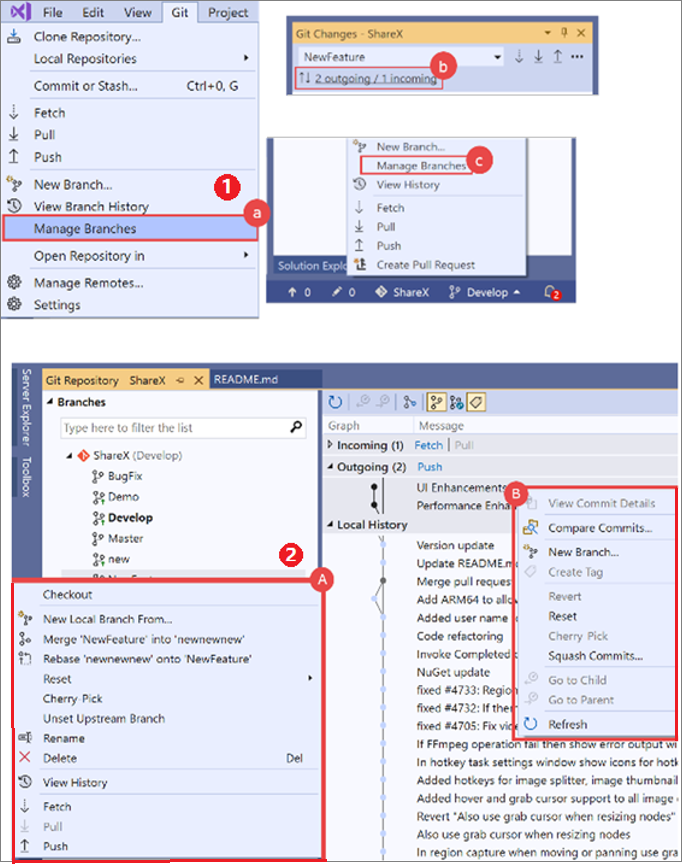 File Edit View Git Project
Clone Repository...
Local Repositories
Commit or Stash... Ctrl+0, G
Fetch
Pull
Push
New Branch...
1
View Branch History
a
Manage Branches
Open Repository in
Manage Remotes...
Settings
Git Changes - ShareX
NewFeature
b
2 outgoing / 1 incoming
New Branch...
Manage Branches
c
View History
Fetch
Pull
Push
Create Pull Request
Solution Explo
0 0 ShareX Develop 2
Server Explorer
Toolbox
Git Repository ShareX README.md
Branches
Type here to filter the list
ShareX (Develop)
BugFix
Demo
Develop
Master
new
2
A
Checkout
New Local Branch From...
Merge 'NewFeature' into 'newnewnew'
Rebase 'newnewnew' onto 'NewFeature'
Reset
Cherry-Pick
Unset Upstream Branch
Rename
Delete Del
View History
Fetch
Pull
Push
Graph Message
Incoming (1) Fetch | Pull
Outgoing (2) Push
UI Enhancements
Performance Enha
Local History
Version update
Update README.m
Merge pull request
Add ARM64 to allow
Added user name
Code refactoring
Invoke Completed
NuGet update
fixed #4733: Region
fixed #4732: If ther
fixed #4705: Fix vide
If FFmpeg operation fail then show error output wi
In hotkey task settings window show icons for hotk
Added hotkeys for image splitter, image thumbnail
Added hover and grab cursor support to all image
Revert "Also use grab cursor when resizing nodes"
Also use grab cursor when resizing nodes
In region capture when moving or panning use gra
B
View Commit Details
Compare Commits...
New Branch...
Create Tag
Revert
Reset
Cherry Pick
Squash Commits...
Go to Child
Go to Parent
Refresh